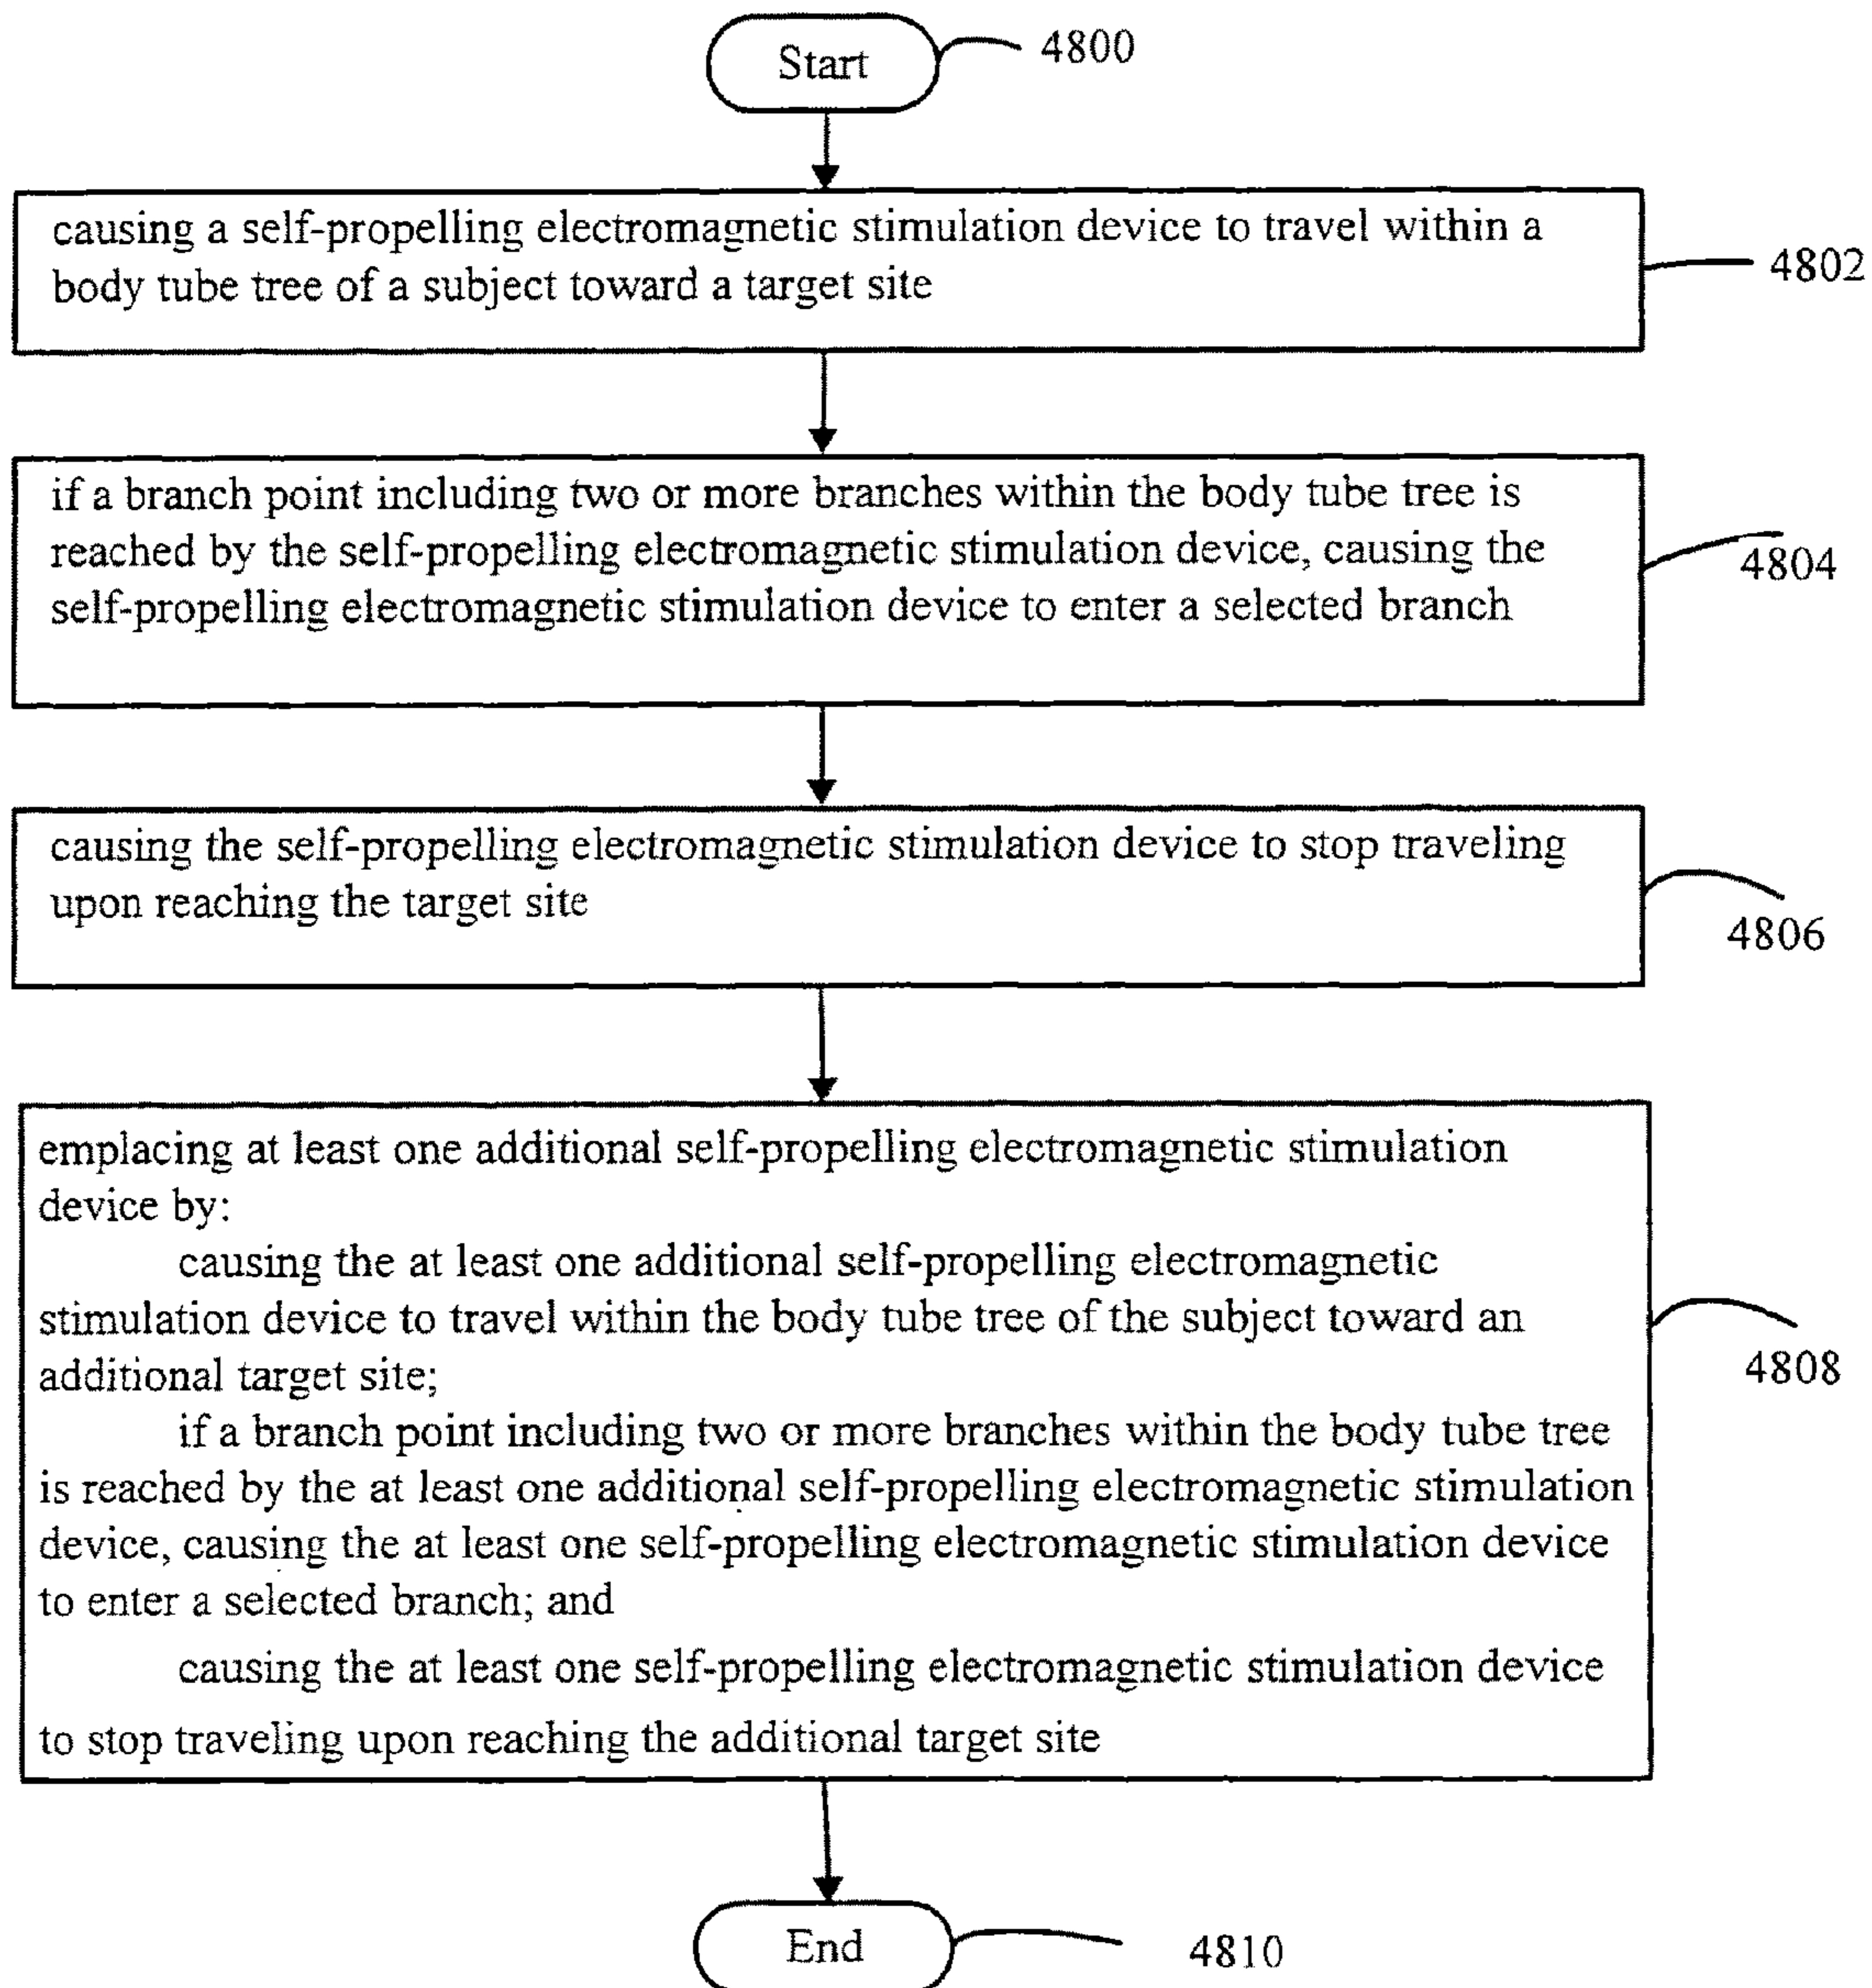 Start
4800
causing a self-propelling electromagnetic stimulation device to travel within a
body tube tree of a subject toward a target site
4802
if a branch point including two or more branches within the body tube tree is
reached by the self-propelling electromagnetic stimulation device, causing the
self-propelling electromagnetic stimulation device to enter a selected branch
4804
causing the self-propelling electromagnetic stimulation device to stop traveling
upon reaching the target site
4806
emplacing at least one additional self-propelling electromagnetic stimulation
device by:
causing the at least one additional self-propelling electromagnetic
stimulation device to travel within the body tube tree of the subject toward an
additional target site;
if a branch point including two or more branches within the body tube tree
is reached by the at least one additional self-propelling electromagnetic stimulation
device, causing the at least one self-propelling electromagnetic stimulation device
to enter a selected branch; and
causing the at least one self-propelling electromagnetic stimulation device
to stop traveling upon reaching the additional target site
4808
End
4810